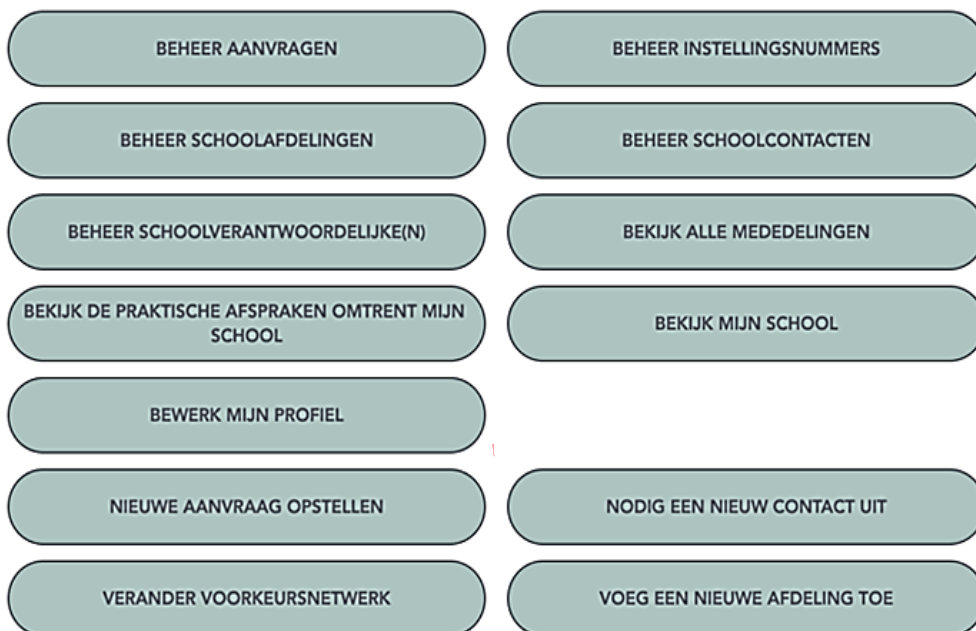 BEHEER AANVRAGEN
BEHEER INSTELLINGSNUMMERS
BEHEER SCHOOLAFDELINGEN
BEHEER SCHOOLCONTACTEN
BEHEER SCHOOLVERANTWOORDELIJKE(N)
BEKIJK ALLE MEDEDELINGEN
BEKIJK DE PRAKTISCHE AFSPRAKEN OMTRENT MIJN
SCHOOL
BEKIJK MIJN SCHOOL
BEWERK MIJN PROFIEL
NIEUWE AANVRAAG OPSTELLEN
NODIG EEN NIEUW CONTACT UIT
VERANDER VOORKEURSNETWERK
VOEG EEN NIEUWE AFDELING TOE